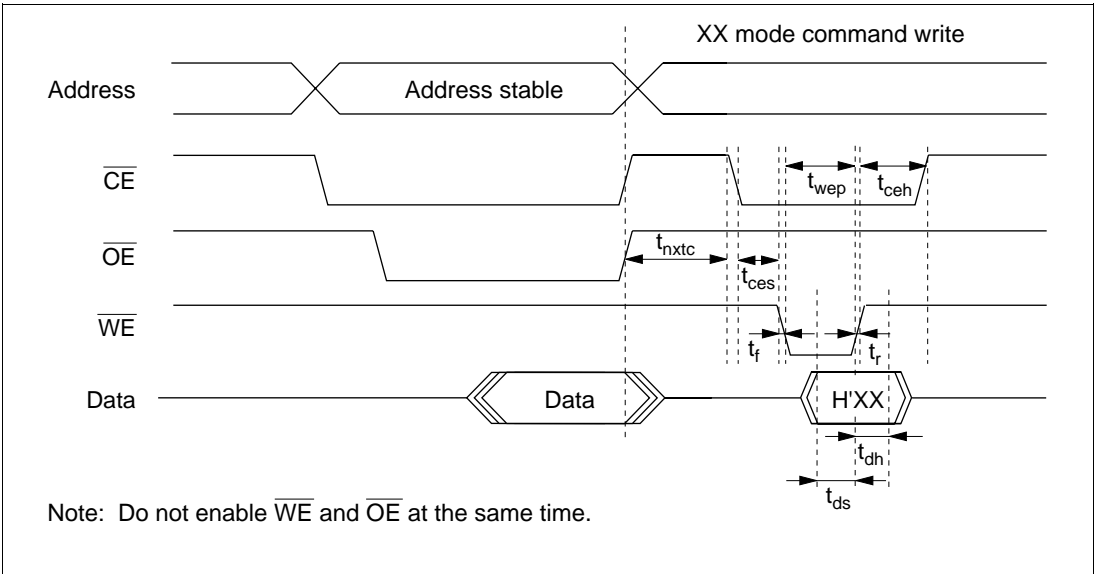 XX mode command write
Address
Address stable
CE
twep
tceh
OE
tnxtc
tces
WE
tf
tr
Data
Data
H'XX
tdh
tds
Note: Do not enable WE and OE at the same time.